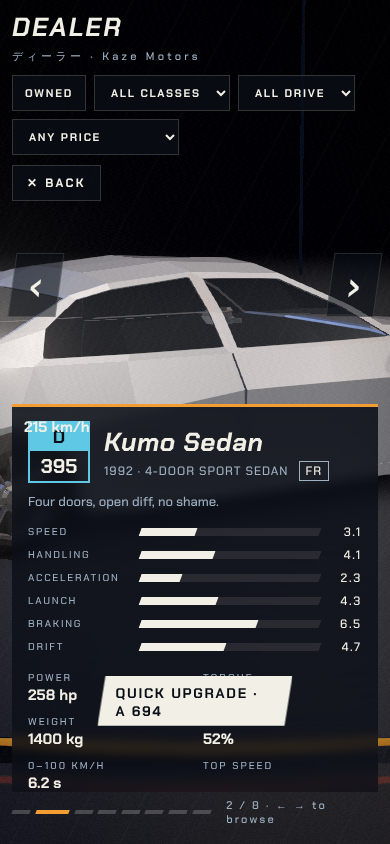 DEALER
ディーラー · Kaze Motors
OWNED
ALL CLASSES
ALL DRIVE
ANY PRICE
✕ BACK
‹
›
215 km/h
D
395
Kumo Sedan
1992 · 4-DOOR SPORT SEDAN FR
Four doors, open diff, no shame.
SPEED 3.1
HANDLING 4.1
ACCELERATION 2.3
LAUNCH 4.3
BRAKING 6.5
DRIFT 4.7
POWER TORQUE
258 hp
QUICK UPGRADE ·
A 694
WEIGHT
1400 kg 52%
0–100 KM/H TOP SPEED
6.2 s
2 / 8 · ← → to
browse